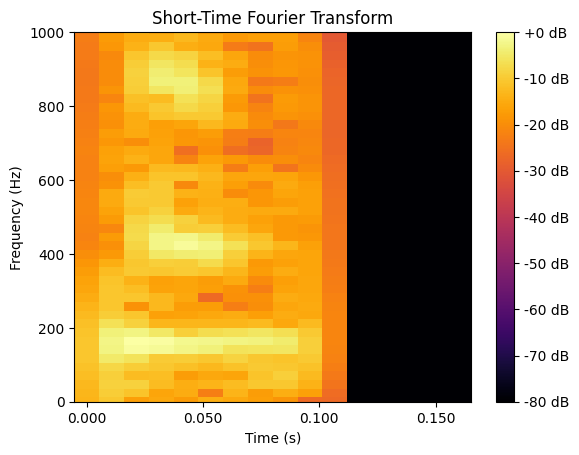 Short-Time Fourier Transform
1000
800
600
400
200
0
Frequency (Hz)
0.000
0.050
0.100
0.150
Time (s)
+0 dB
-10 dB
-20 dB
-30 dB
-40 dB
-50 dB
-60 dB
-70 dB
-80 dB